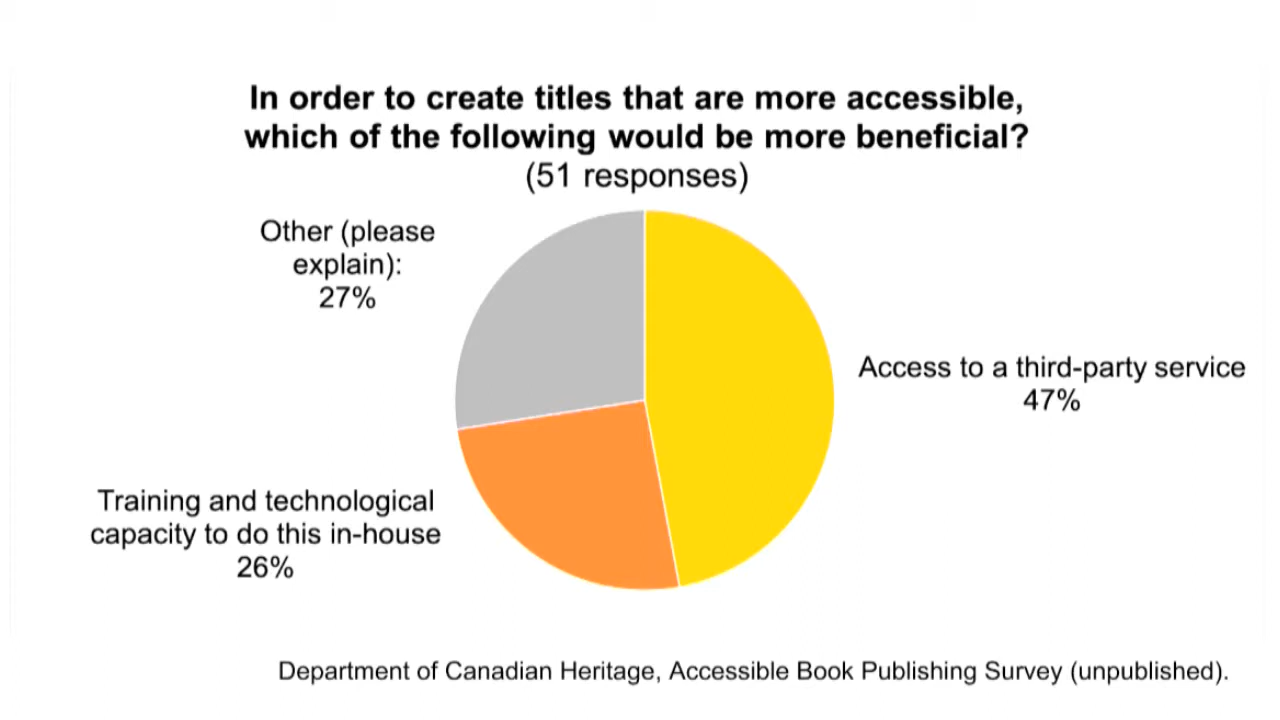 In order to create titles that are more accessible,
which of the following would be more beneficial?
(51 responses)
Other (please
explain):
27%
Access to a third-party service
47%
Training and technological
capacity to do this in-house
26%
Department of Canadian Heritage, Accessible Book Publishing Survey (unpublished).